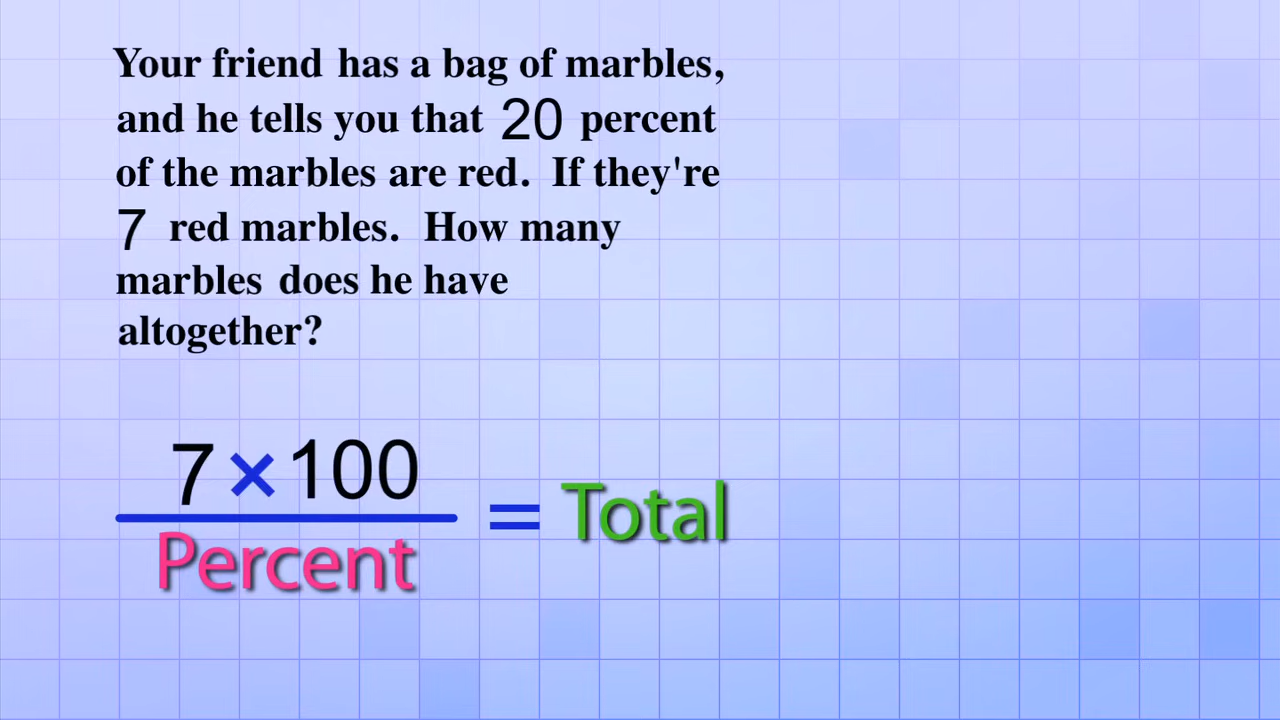 Your friend has a bag of marbles,
and he tells you that 20 percent
of the marbles are red. If they're
7 red marbles. How many
marbles does he have
altogether?
7 × 100
Percent
= Total